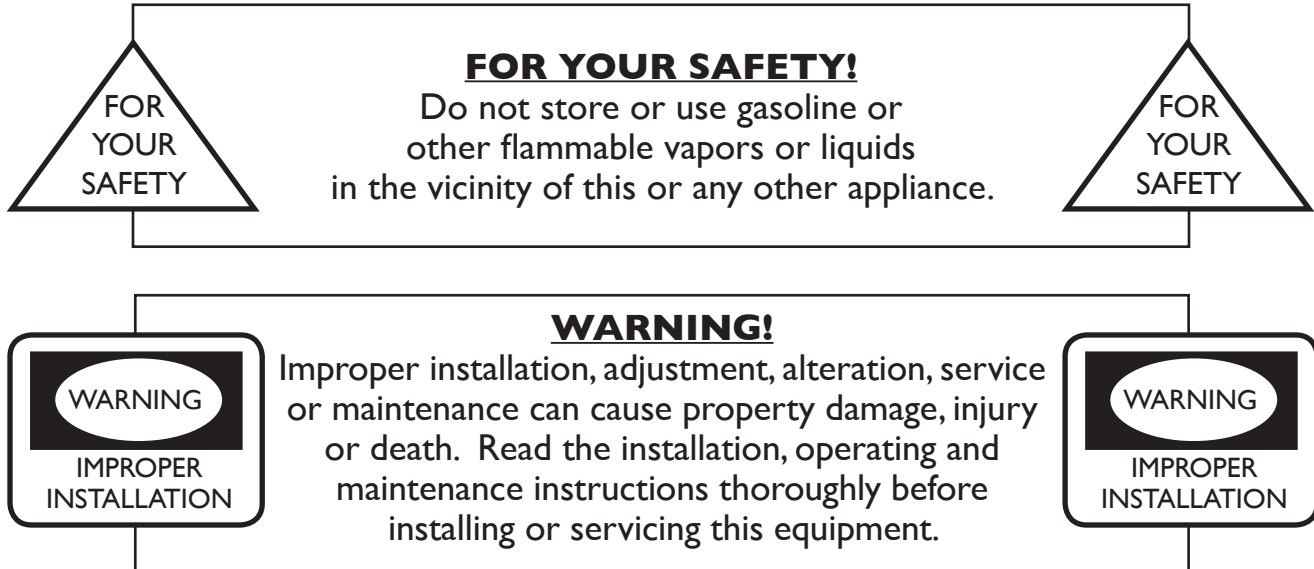 FOR YOUR SAFETY!
Do not store or use gasoline or
other flammable vapors or liquids
in the vicinity of this or any other appliance.
FOR
YOUR
SAFETY
FOR
YOUR
SAFETY
WARNING!
Improper installation, adjustment, alteration, service
or maintenance can cause property damage, injury
or death. Read the installation, operating and
maintenance instructions thoroughly before
installing or servicing this equipment.
WARNING
IMPROPER
INSTALLATION
WARNING
IMPROPER
INSTALLATION